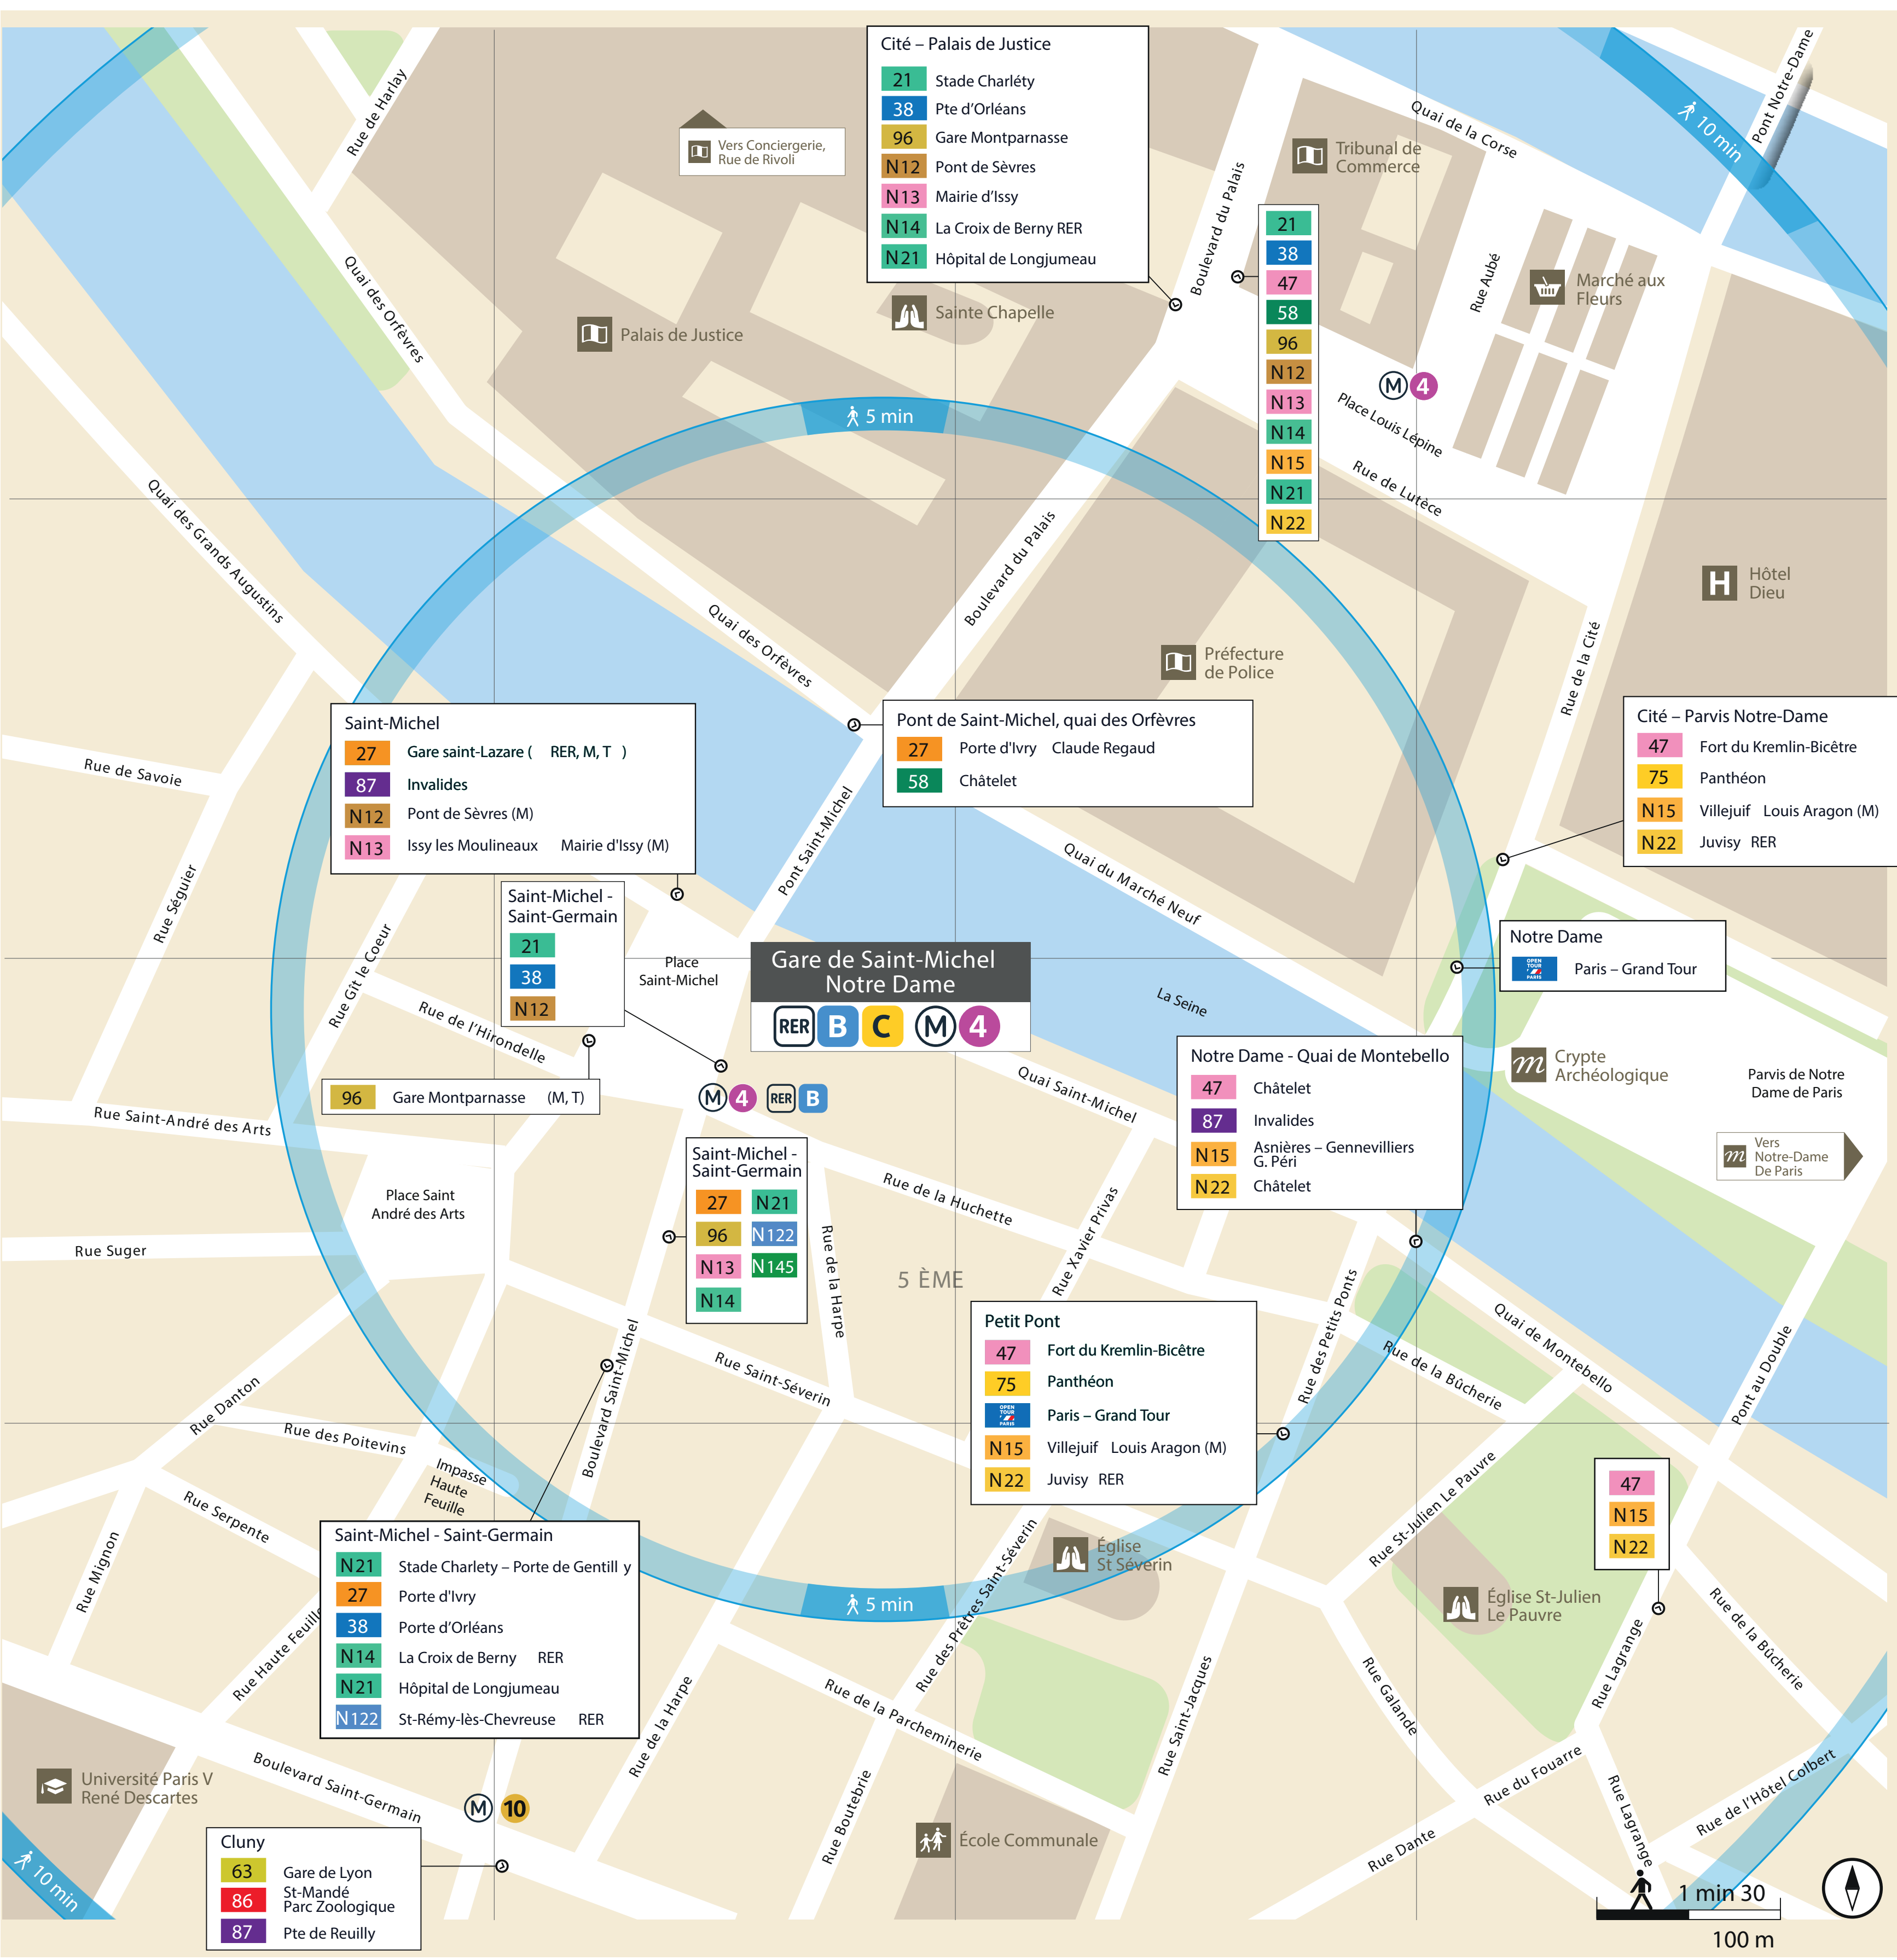 Cité – Palais de Justice
21 Stade Charléty
38 Pte d’Orléans
96 Gare Montparnasse
N12 Pont de Sèvres
N13 Mairie d’Issy
N14 La Croix de Berny RER
N21 Hôpital de Longjumeau
Rue de Harlay
Vers Conciergerie,
Rue de Rivoli
Boulevard du Palais
Tribunal de
Commerce
Quai de la Corse
10 min
Pont Notre-Dame
21
38
47
58
96
N12
N13
N14
N15
N21
N22
Rue Aubé
Marché aux
Fleurs
Quai des Orfèvres
Palais de Justice
Sainte Chapelle
M 4
Place Louis Lépine
Rue de Lutèce
5 min
Quai des Grands Augustins
Quai des Orfèvres
Boulevard du Palais
Hôtel
Dieu
H
Préfecture
de Police
Rue de la Cité
Saint-Michel
27 Gare saint-Lazare ( RER, M, T )
87 Invalides
N12 Pont de Sèvres (M)
N13 Issy les Moulineaux Mairie d'Issy (M)
Pont de Saint-Michel, quai des Orfèvres
27 Porte d'Ivry Claude Regaud
58 Châtelet
Cité – Parvis Notre-Dame
47 Fort du Kremlin-Bicêtre
75 Panthéon
N15 Villejuif Louis Aragon (M)
N22 Juvisy RER
Rue de Savoie
Rue Séguier
Rue Gît le Coeur
Pont Saint-Michel
Quai du Marché Neuf
Saint-Michel -
Saint-Germain
21
38
N12
Place
Saint-Michel
Gare de Saint-Michel
Notre Dame
RER B C M 4
La Seine
Notre Dame
OPEN
TOUR
PARIS
Paris – Grand Tour
Rue de l’Hirondelle
96 Gare Montparnasse (M, T)
M 4 RER B
Quai Saint-Michel
Notre Dame - Quai de Montebello
47 Châtelet
87 Invalides
N15 Asnières – Gennevilliers
G. Péri
N22 Châtelet
m Crypte
Archéologique
Parvis de Notre
Dame de Paris
m Vers
Notre-Dame
De Paris
Rue Saint-André des Arts
Place Saint
André des Arts
Rue Suger
Saint-Michel -
Saint-Germain
27 N21
96 N122
N13 N145
N14
Rue de la Harpe
Rue de la Huchette
5 ÈME
Rue Xavier Privas
Rue des Petits Ponts
Quai de Montebello
Rue de la Bûcherie
Pont au Double
Petit Pont
47 Fort du Kremlin-Bicêtre
75 Panthéon
OPEN
TOUR
PARIS
Paris – Grand Tour
N15 Villejuif Louis Aragon (M)
N22 Juvisy RER
Rue Danton
Rue des Poitevins
Boulevard Saint-Michel
Rue Saint-Séverin
Impasse
Haute
Feuille
Rue Serpente
Rue Mignon
Rue Haute Feuille
Saint-Michel - Saint-Germain
N21 Stade Charlety – Porte de Gentill y
27 Porte d'Ivry
38 Porte d’Orléans
N14 La Croix de Berny RER
N21 Hôpital de Longjumeau
N122 St-Rémy-lès-Chevreuse RER
5 min
Rue des Prêtres Saint-Séverin
Église
St Séverin
Rue St-Julien Le Pauvre
Église St-Julien
Le Pauvre
47
N15
N22
Rue Lagrange
Rue de la Bûcherie
Rue de la Harpe
Rue de la Parcheminerie
Rue Saint-Jacques
Rue Galande
Rue du Fouarre
Rue Lagrange
Rue de l’Hôtel Colbert
Rue Dante
Université Paris V
René Descartes
Boulevard Saint-Germain
M 10
Rue Boutebrie
École Communale
10 min
Cluny
63 Gare de Lyon
86 St-Mandé
Parc Zoologique
87 Pte de Reuilly
1 min 30
100 m